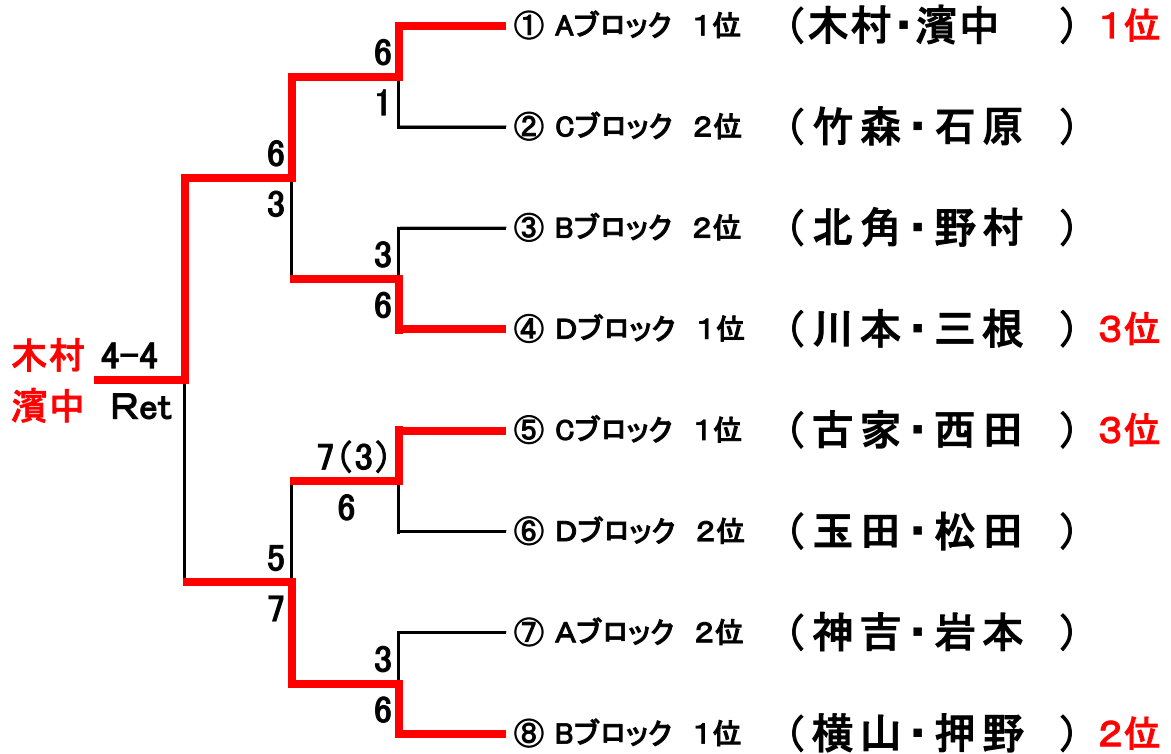 6 ① Aブロック 1位 (木村・濱中 ) 1位
1 ② Cブロック 2位 (竹森・石原 )
6
3 ③ Bブロック 2位 (北角・野村 )
3
6 ④ Dブロック 1位 (川本・三根 ) 3位
木村 4-4
濱中 Ret
⑤ Cブロック 1位 (古家・西田 ) 3位
7(3)
6 ⑥ Dブロック 2位 (玉田・松田 )
5
7 ⑦ Aブロック 2位 (神吉・岩本 )
3
6 ⑧ Bブロック 1位 (横山・押野 ) 2位